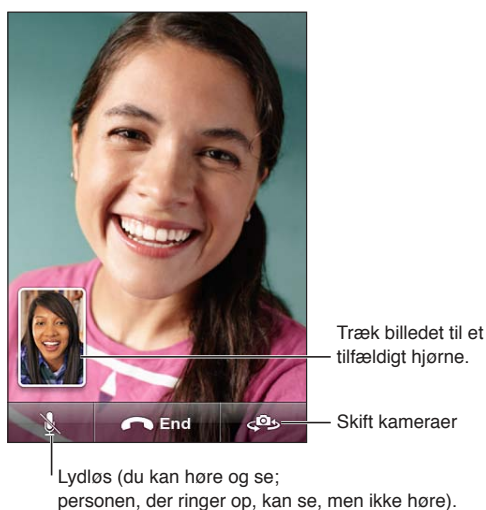 Træk billedet til et
tilfældigt hjørne.
End
Skift kameraer
Lydløs (du kan høre og se;
personen, der ringer op, kan se, men ikke høre).